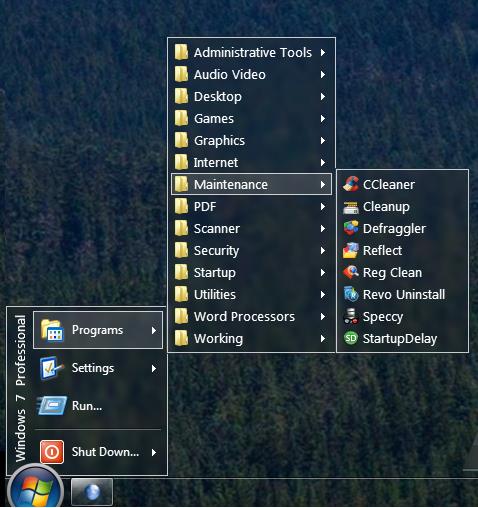 Administrative Tools
Audio Video
Desktop
Games
Graphics
Internet
Maintenance
PDF
Scanner
Security
Startup
Utilities
Word Processors
Working
CCleaner
Cleanup
Defraggler
Reflect
Reg Clean
Revo Uninstall
Speccy
SD StartupDelay
Windows 7 Professional
Programs
Settings
Run...
Shut Down...